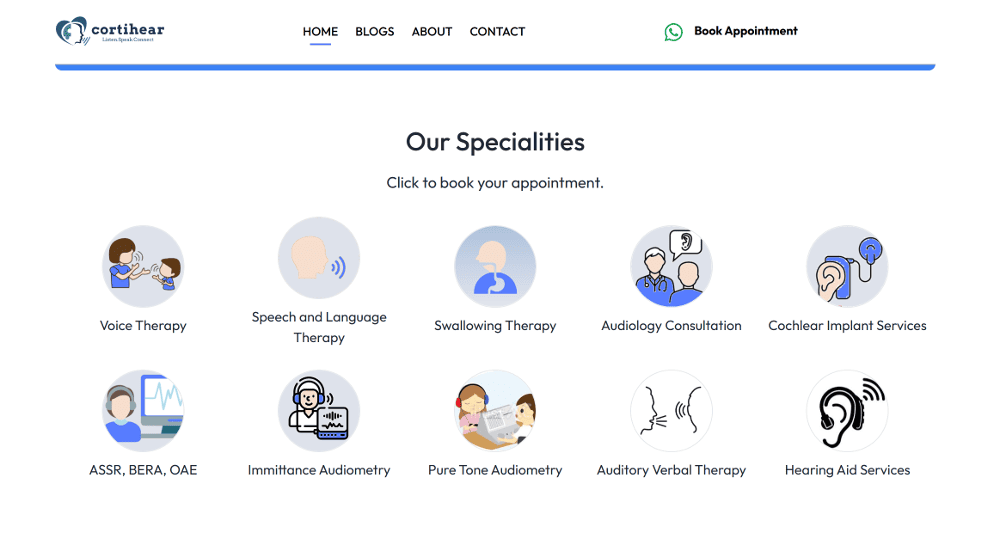 cortihear
Listen.Speak.Connect
HOME
BLOGS
ABOUT
CONTACT
Book Appointment
Our Specialities
Click to book your appointment.
Voice Therapy
Speech and Language
Therapy
Swallowing Therapy
Audiology Consultation
Cochlear Implant Services
ASSR, BERA, OAE
Immittance Audiometry
Pure Tone Audiometry
Auditory Verbal Therapy
Hearing Aid Services